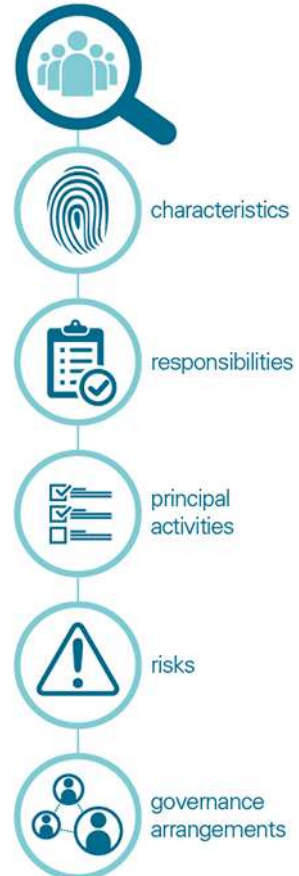 characteristics
responsibilities
principal
activities
risks
governance
arrangements